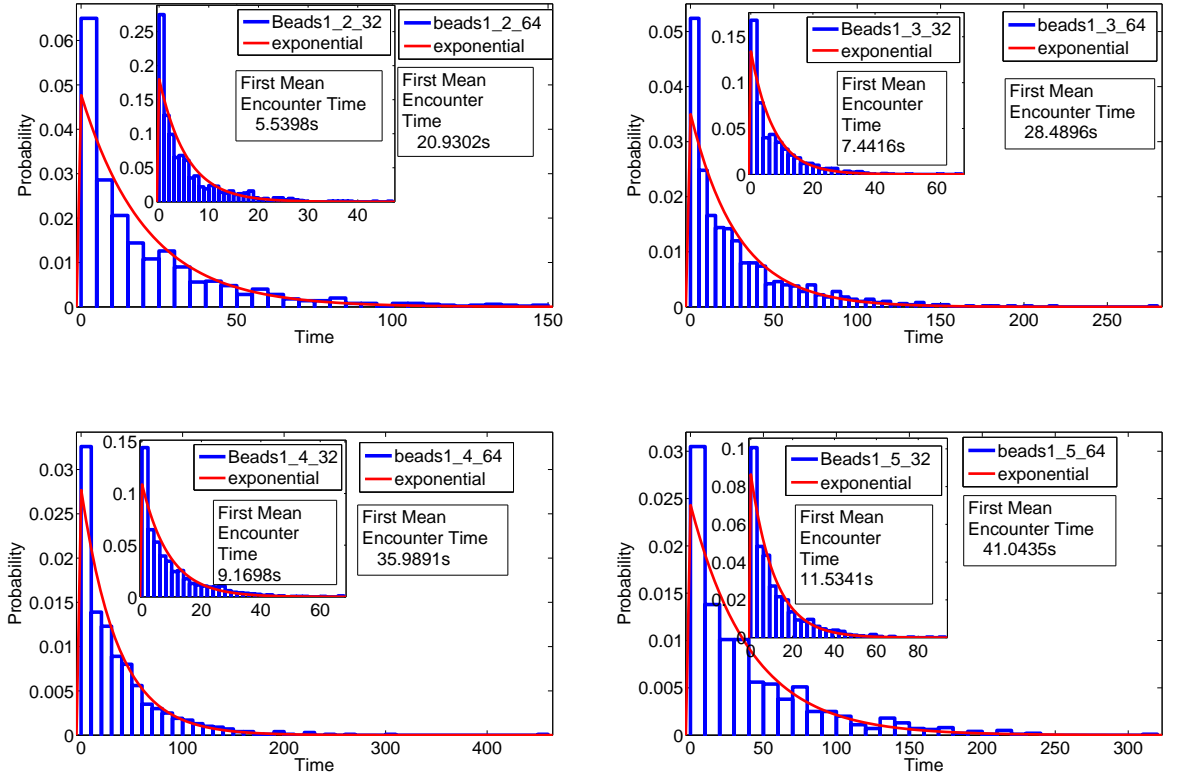 Beads1_2_32
exponential
First Mean
Encounter Time
5.5398s
beads1_2_64
exponential
First Mean
Encounter
Time
20.9302s
0.25
0.2
0.15
0.1
0.05
0
0 10 20 30 40
0.06
0.05
0.04
0.03
0.02
0.01
0
Probability
0 50 100 150
Time
Beads1_3_32
exponential
First Mean
Encounter
Time
7.4416s
beads1_3_64
exponential
First Mean
Encounter Time
28.4896s
0.15
0.1
0.05
0
0 20 40 60
0.05
0.04
0.03
0.02
0.01
0
Probability
0 50 100 150 200 250
Time
Beads1_4_32
exponential
First Mean
Encounter
Time
9.1698s
beads1_4_64
exponential
First Mean
Encounter Time
35.9891s
0.15
0.1
0.05
0
0 20 40 60
0.03
0.025
0.02
0.015
0.01
0.005
0
Probability
0 100 200 300 400
Time
Beads1_5_32
exponential
First Mean
Encounter
Time
11.5341s
beads1_5_64
exponential
First Mean
Encounter Time
41.0435s
0.1
0.08
0.06
0.04
0.02
0
0 20 40 60 80
0.03
0.025
0.02
0.015
0.01
0.005
0
Probability
0 50 100 150 200 250 300
Time